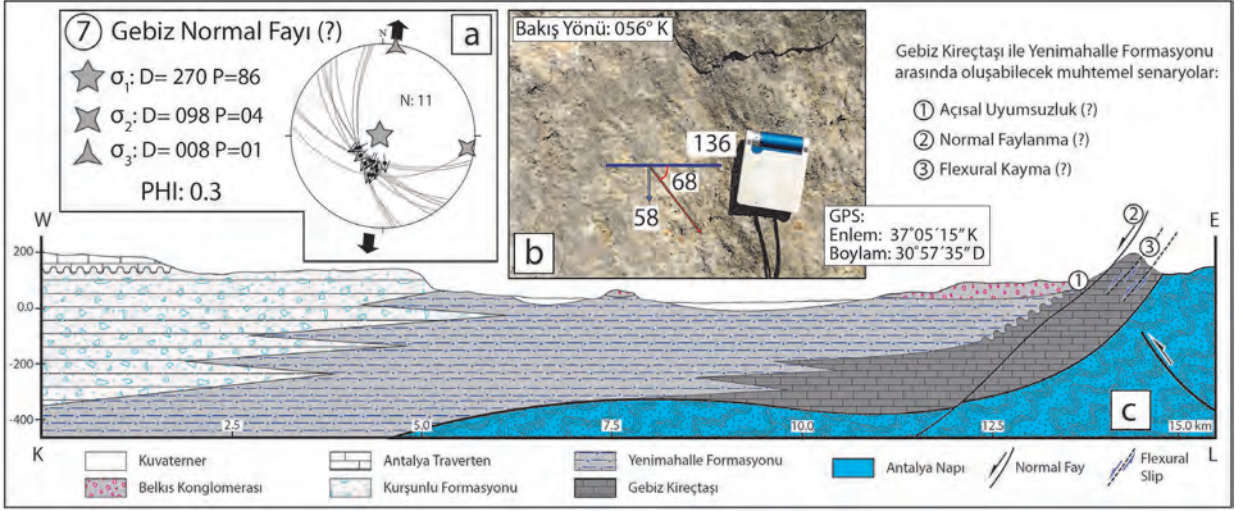 7 Gebiz Normal Fayı (?)
a
σ1: D= 270 P=86
σ2: D= 098 P=04
σ3: D= 008 P=01
PHI: 0.3
N
N: 11
Bakış Yönü: 056° K
136
68
58
b
GPS:
Enlem: 37°05´15” K
Boylam: 30°57´35” D
Gebiz Kireçtaşı ile Yenimahalle Formasyonu
arasında oluşabilecek muhtemel senaryolar:
1 Açısal Uyumsuzluk (?)
2 Normal Faylanma (?)
3 Flexural Kayma (?)
W
E
200
0.0
-200
-400
1
2
3
c
2.5
5.0
7.5
10.0
12.5
15.0 km
K
L
Kuvaterner
Antalya Traverten
Yenimahalle Formasyonu
Antalya Napı
Normal Fay
Flexural
Slip
Belkıs Konglomerası
Kurşunlu Formasyonu
Gebiz Kireçtaşı